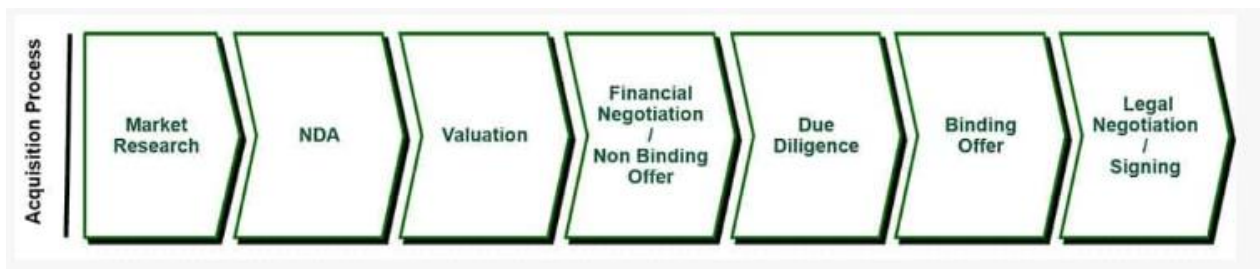 Acquisition Process
Market
Research
NDA
Valuation
Financial
Negotiation
/
Non Binding
Offer
Due
Diligence
Binding
Offer
Legal
Negotiation
/
Signing